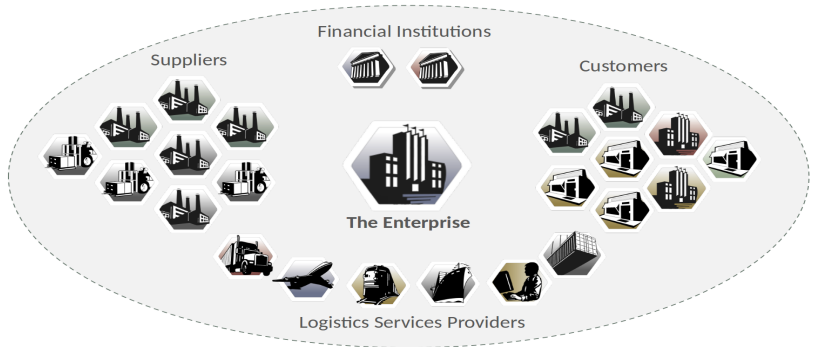 Financial Institutions
Suppliers
Customers
The Enterprise
Logistics Services Providers